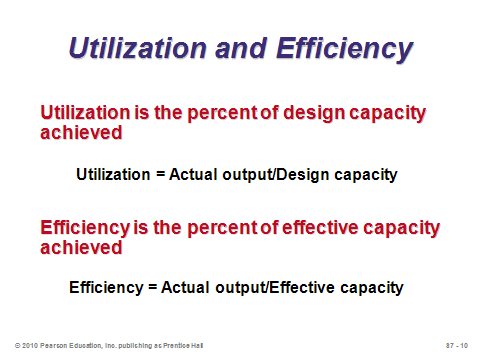 Utilization and Efficiency
Utilization is the percent of design capacity
achieved
Utilization = Actual output/Design capacity
Efficiency is the percent of effective capacity
achieved
Efficiency = Actual output/Effective capacity
© 2010 Pearson Education, Inc. publishing as Prentice Hall
S7 - 10